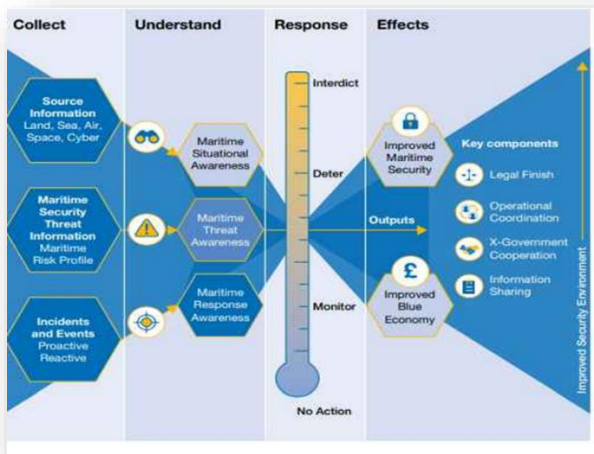 Collect
Understand
Response
Effects
Source
Information
Land, Sea, Air,
Space, Cyber
Maritime
Security
Threat
Information
Maritime
Risk Profile
Incidents
and Events
Proactive
Reactive
Maritime
Situational
Awareness
Maritime
Threat
Awareness
Maritime
Response
Awareness
Interdict
Deter
Monitor
No Action
Improved
Maritime
Security
Outputs
£
Improved
Blue
Economy
Key components
Legal Finish
Operational
Coordination
X-Government
Cooperation
Information
Sharing
Improved Security Environment